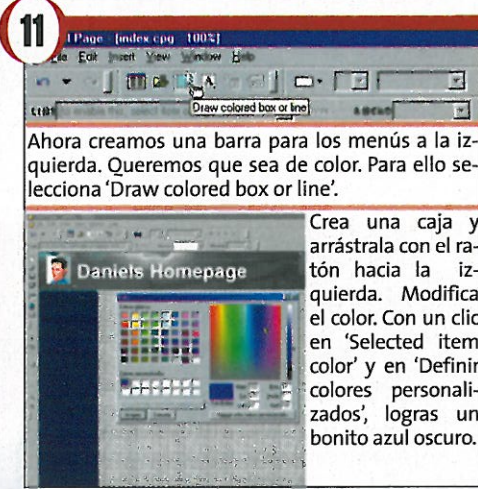 11
l Page - [index.cpg 100%]
File Edit Insert View Window Help
Draw colored box or line
Ahora creamos una barra para los menús a la iz-
quierda. Queremos que sea de color. Para ello se-
lecciona ‘Draw colored box or line’.
Daniels Homepage
Crea una caja y
arrástrala con el ra-
tón hacia la iz-
quierda. Modifica
el color. Con un clic
en ‘Selected item
color’ y en ‘Definir
colores personali-
zados’, logras un
bonito azul oscuro.